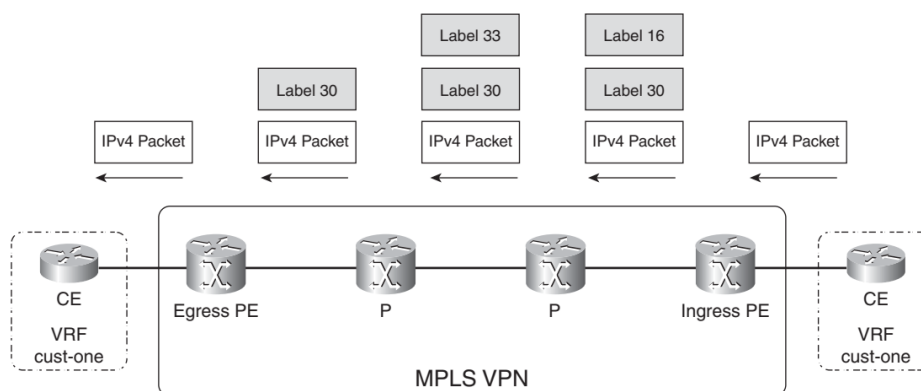 Label 33
Label 16
Label 30
Label 30
Label 30
IPv4 Packet
IPv4 Packet
IPv4 Packet
IPv4 Packet
IPv4 Packet
CE
VRF
cust-one
Egress PE
P
P
Ingress PE
CE
VRF
cust-one
MPLS VPN